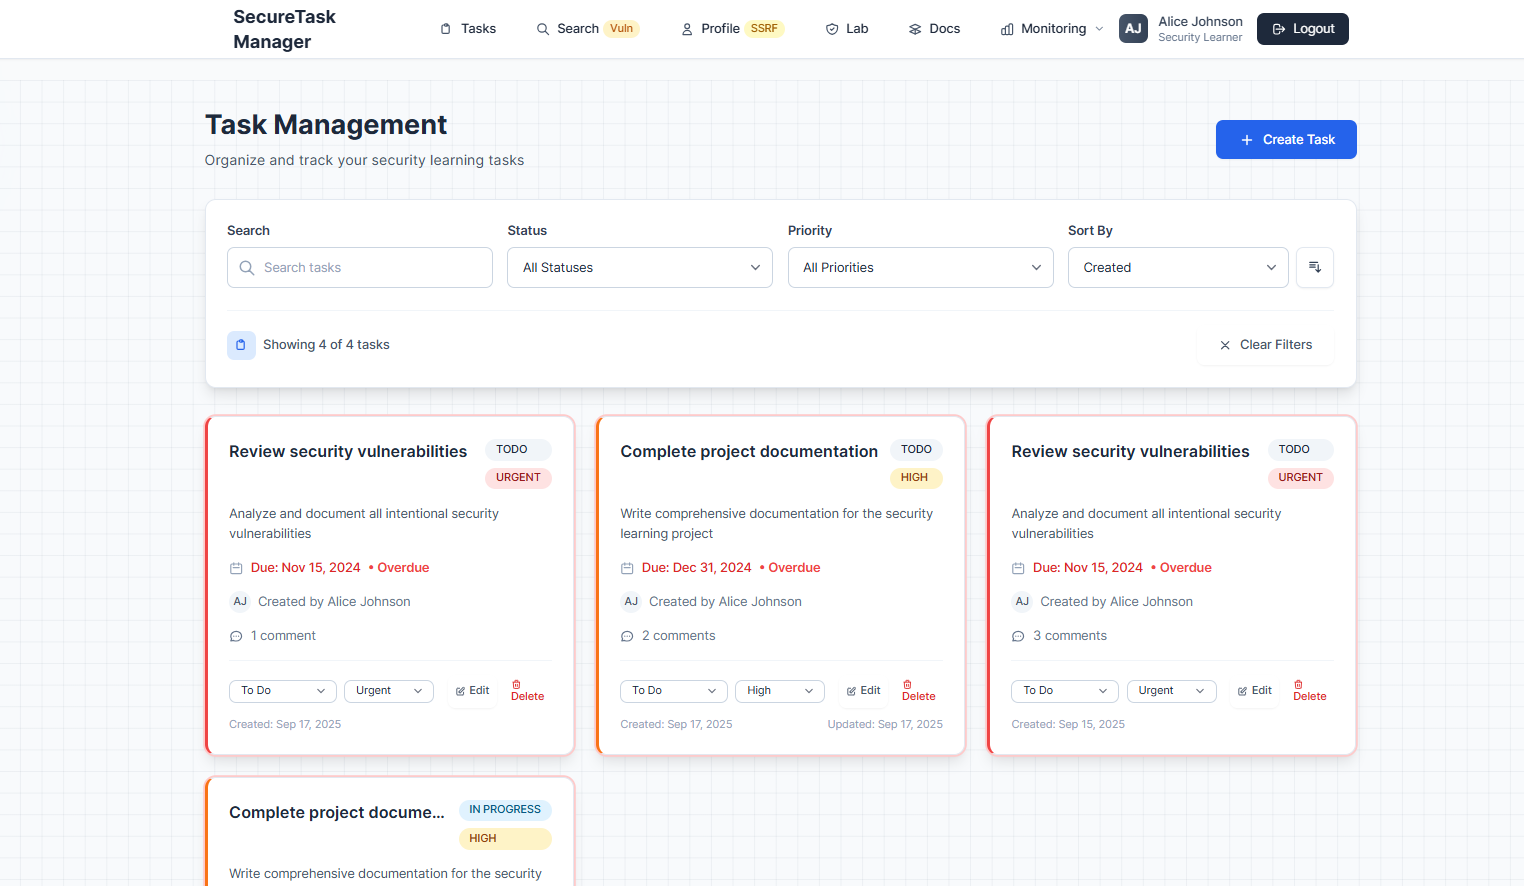 SecureTask
Manager
Tasks
Search Vuln
Profile SSRF
Lab
Docs
Monitoring
AJ
Alice Johnson
Security Learner
Logout
Task Management
Organize and track your security learning tasks
Create Task
Search
Status
Priority
Sort By
Search tasks
All Statuses
All Priorities
Created
Showing 4 of 4 tasks
Clear Filters
Review security vulnerabilities
TODO
URGENT
Analyze and document all intentional security
vulnerabilities
Due: Nov 15, 2024 • Overdue
AJ Created by Alice Johnson
1 comment
To Do
Urgent
Edit
Delete
Created: Sep 17, 2025
Complete project documentation
TODO
HIGH
Write comprehensive documentation for the security
learning project
Due: Dec 31, 2024 • Overdue
AJ Created by Alice Johnson
2 comments
To Do
High
Edit
Delete
Created: Sep 17, 2025
Updated: Sep 17, 2025
Review security vulnerabilities
TODO
URGENT
Analyze and document all intentional security
vulnerabilities
Due: Nov 15, 2024 • Overdue
AJ Created by Alice Johnson
3 comments
To Do
Urgent
Edit
Delete
Created: Sep 15, 2025
Complete project docume...
IN PROGRESS
HIGH
Write comprehensive documentation for the security